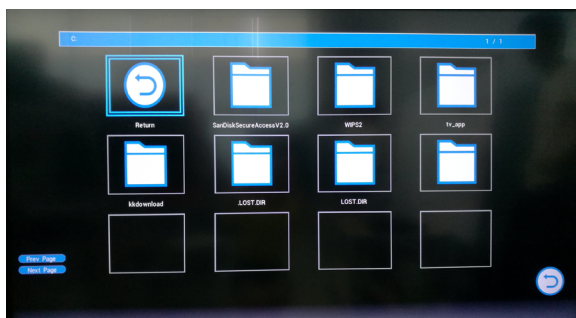 C:
1 / 1
Return
SanDiskSecureAccessV2.0
WIPS2
tv_app
kkdownload
.LOST.DIR
LOST.DIR
Prev Page
Next Page